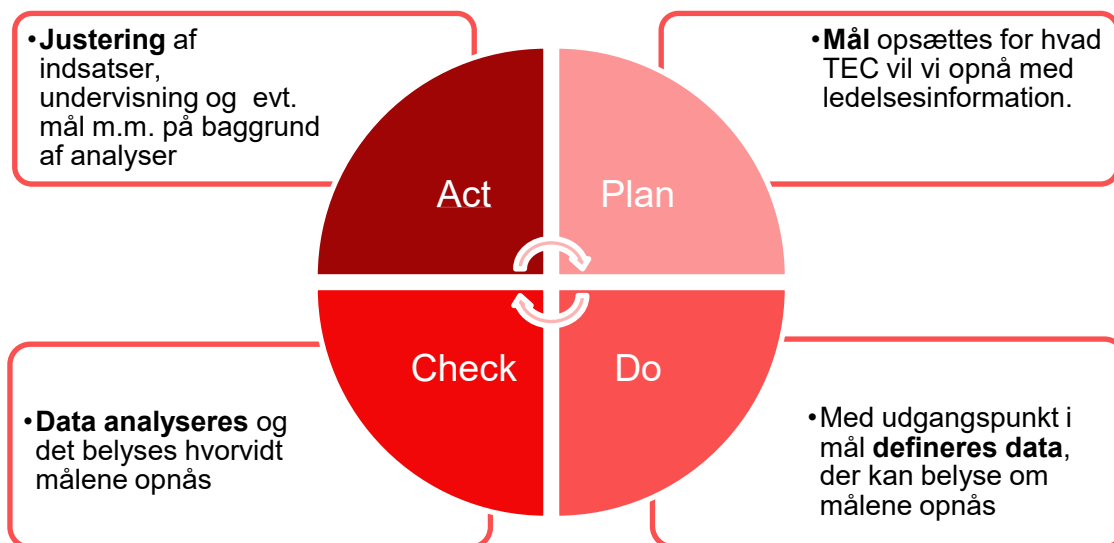 •Justering af
indsatser,
undervisning og evt.
mål m.m. på baggrund
af analyser
•Mål opsættes for hvad
TEC vil vi opnå med
ledelsesinformation.
Act
Plan
Check
Do
•Data analyseres og
det belyses hvorvidt
målene opnås
•Med udgangspunkt i
mål defineres data,
der kan belyse om
målene opnås